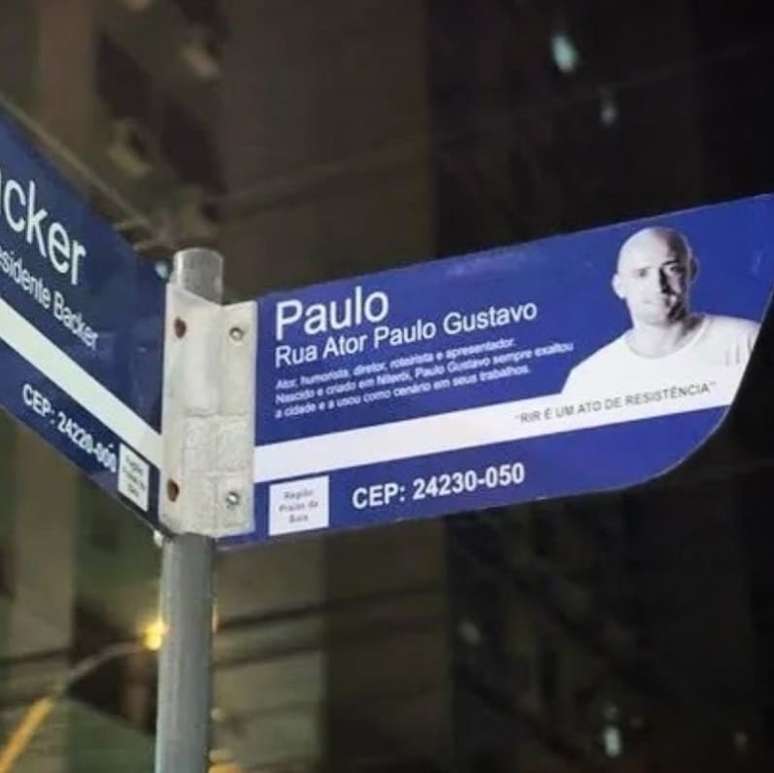 cker
sidente Backer
CEP: 24220-000
Paulo
Rua Ator Paulo Gustavo
Ator, humorista, diretor, roteirista e apresentador.
Nascido e criado em Niterói, Paulo Gustavo sempre exaltou
a cidade e a usou como cenário em seus trabalhos.
"RIR É UM ATO DE RESISTÊNCIA"
Região
Praias da
Baía
CEP: 24230-050